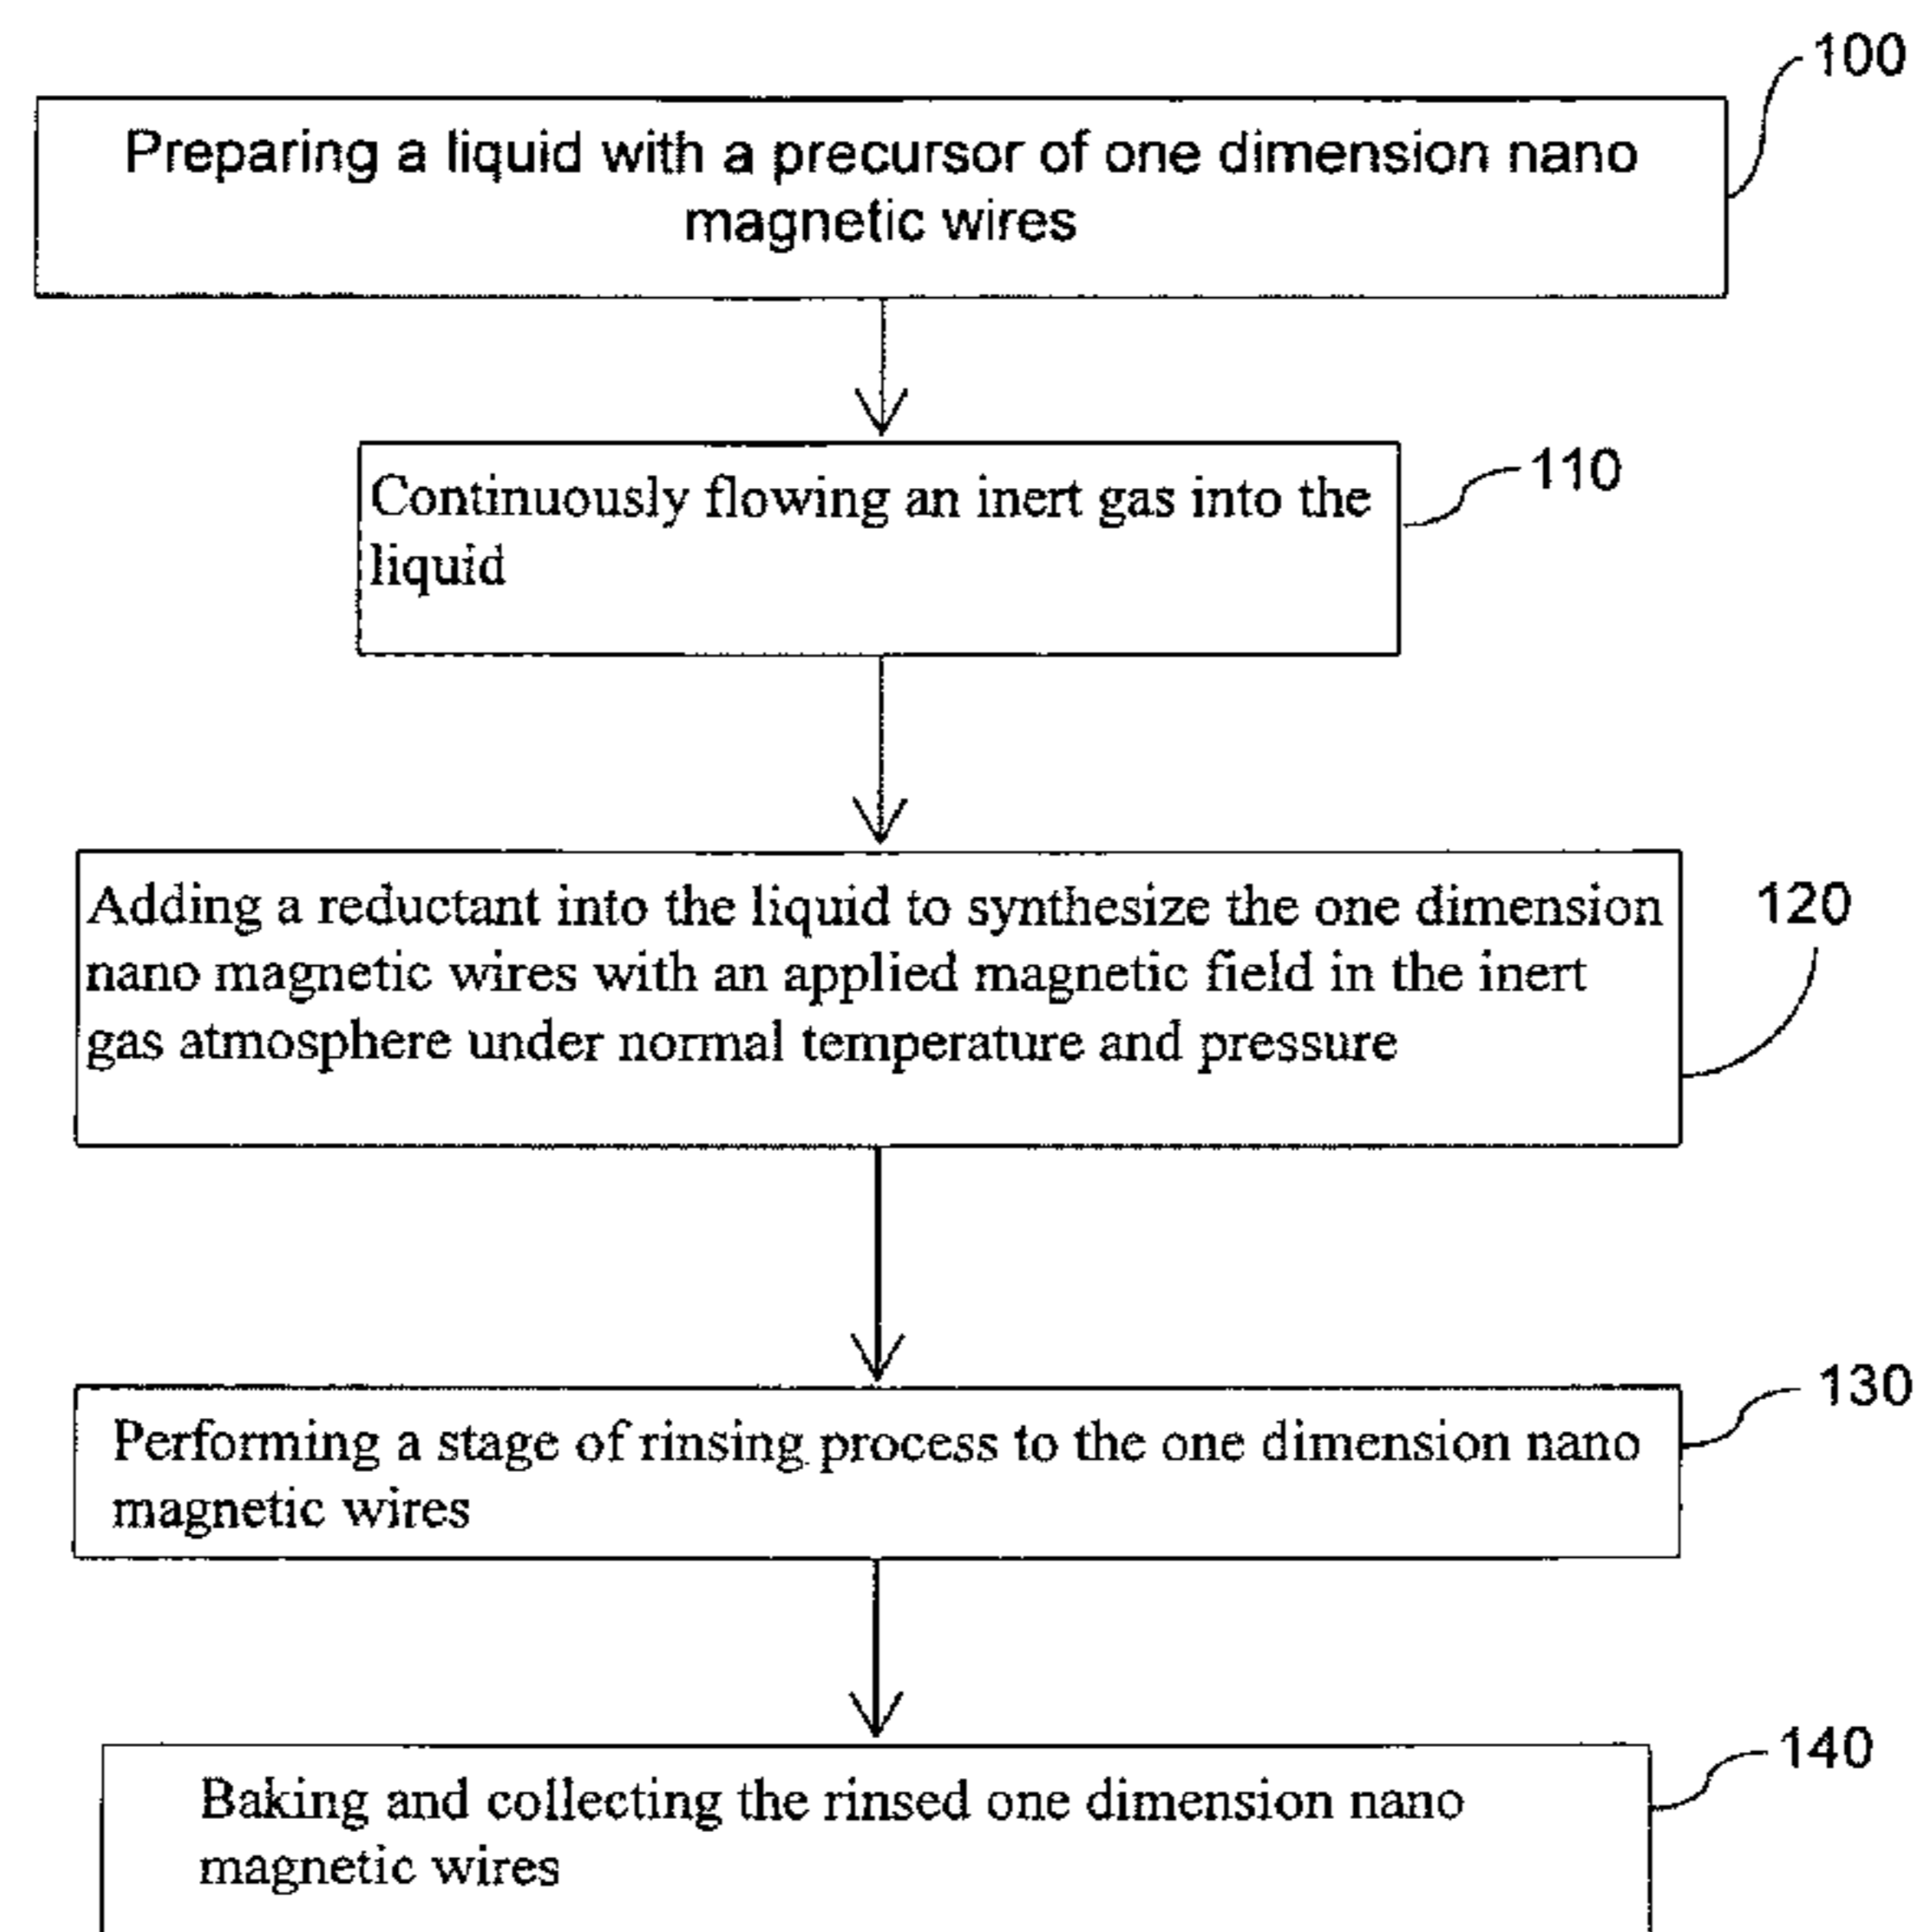 100
Preparing a liquid with a precursor of one dimension nano
magnetic wires
110
Continuously flowing an inert gas into the
liquid
120
Adding a reductant into the liquid to synthesize the one dimension
nano magnetic wires with an applied magnetic field in the inert
gas atmosphere under normal temperature and pressure
130
Performing a stage of rinsing process to the one dimension nano
magnetic wires
140
Baking and collecting the rinsed one dimension nano
magnetic wires